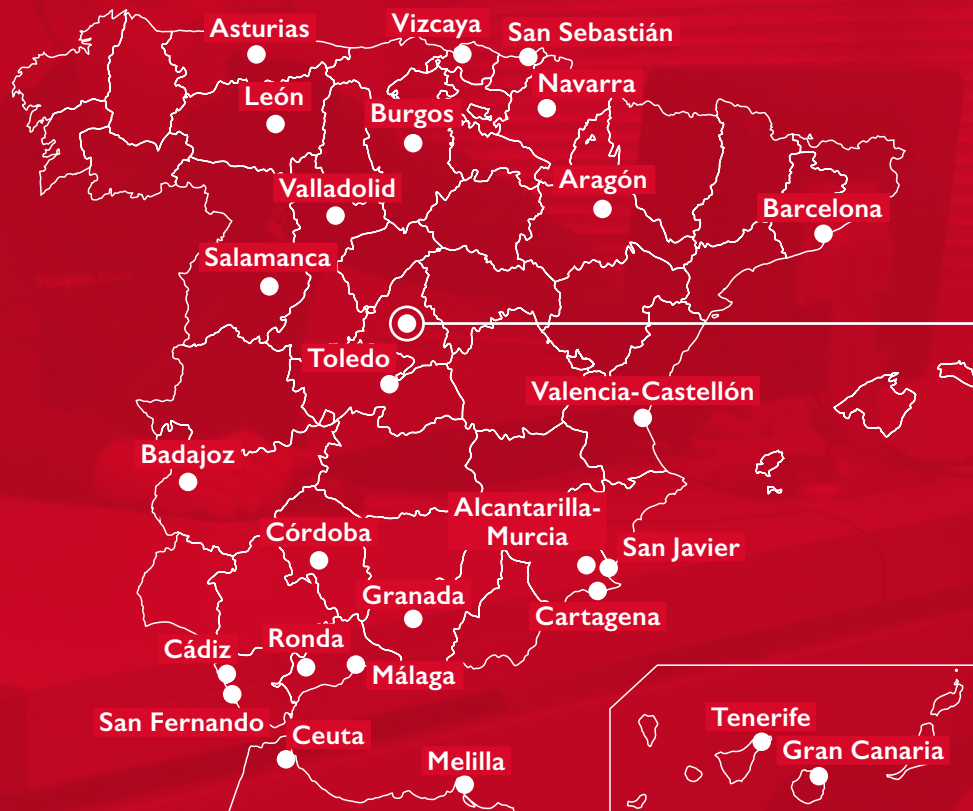 Asturias
Vizcaya
San Sebastián
Navarra
León
Burgos
Aragón
Valladolid
Barcelona
Salamanca
Toledo
Valencia-Castellón
Badajoz
Alcantarilla-
Murcia
Córdoba
San Javier
Granada
Cartagena
Ronda
Cádiz
Málaga
San Fernando
Ceuta
Tenerife
Gran Canaria
Melilla